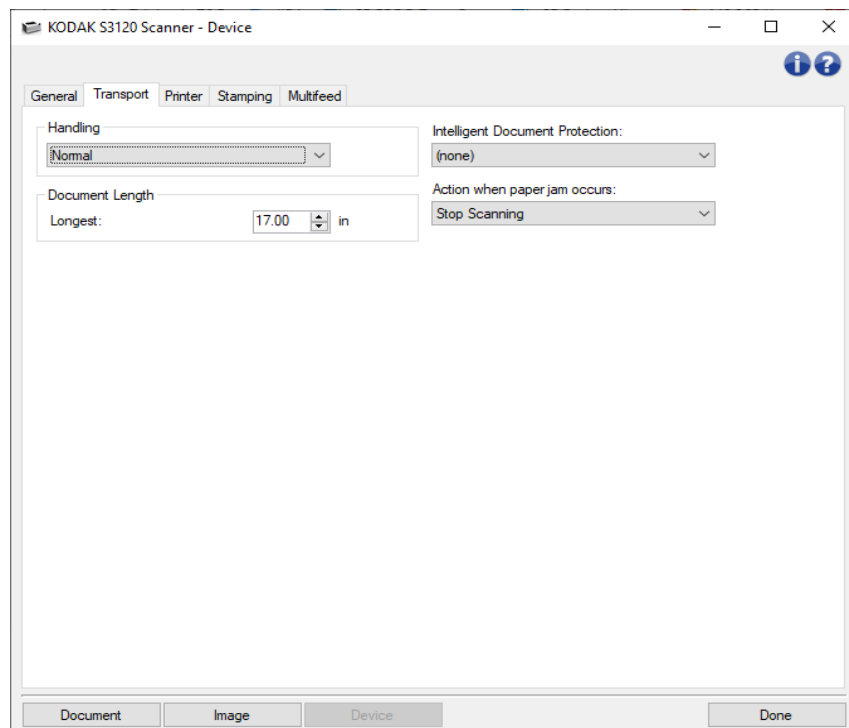 KODAK S3120 Scanner - Device
General Transport Printer Stamping Multifeed
Handling
Normal
Document Length
Longest: 17.00 in
Intelligent Document Protection:
(none)
Action when paper jam occurs:
Stop Scanning
Document Image Device Done